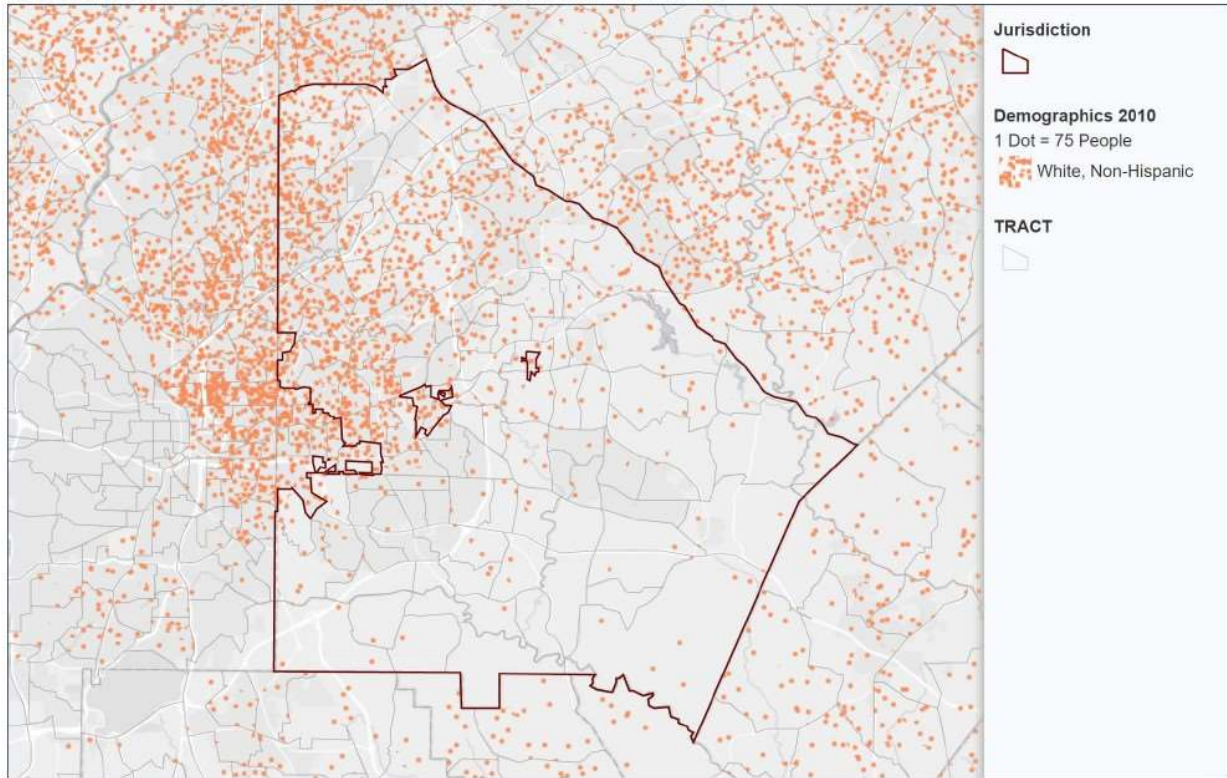 Jurisdiction
Demographics 2010
1 Dot = 75 People
White, Non-Hispanic
TRACT